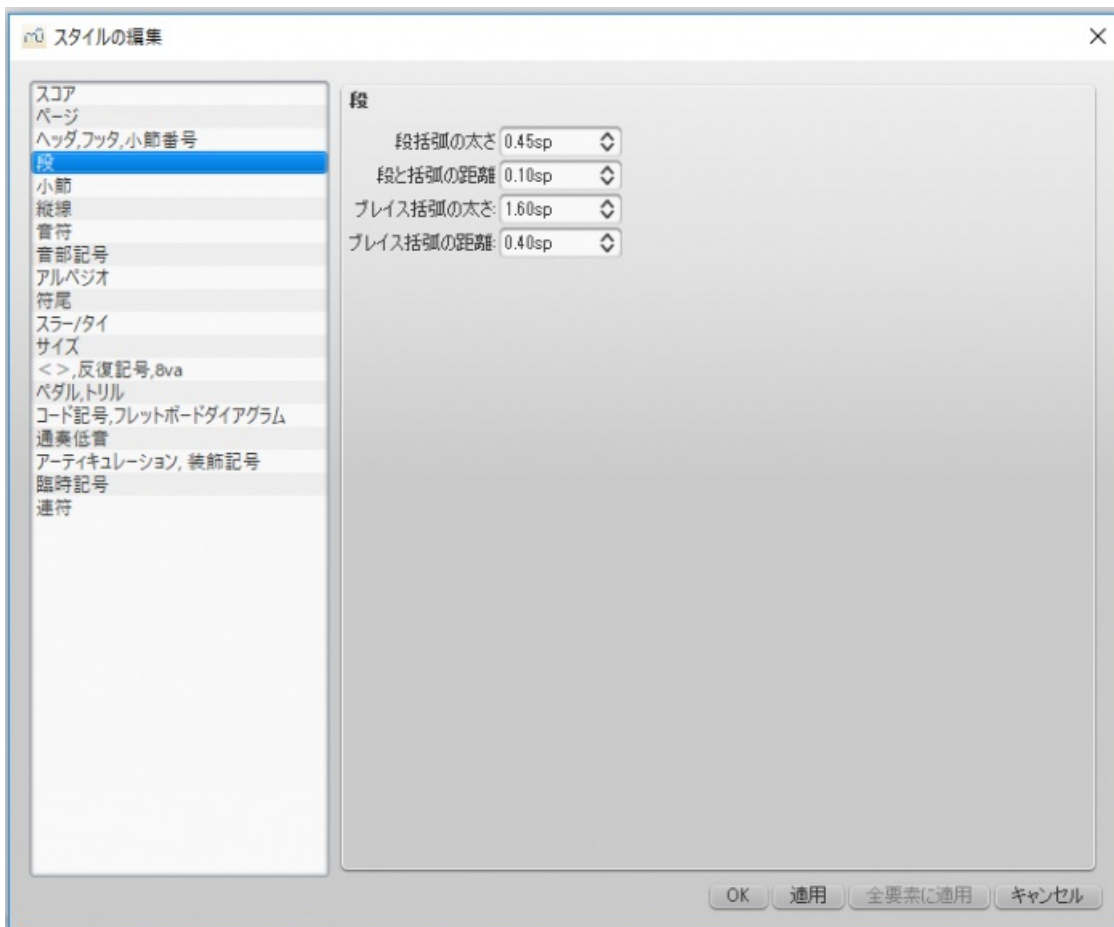 スタイルの編集
スコア
ページ
ヘッダ,フッタ,小節番号
段
小節
縦線
音符
音部記号
アルペジオ
符尾
スラー/タイ
サイズ
<>,反復記号,8va
ペダル,トリル
コード記号,フレットボードダイアグラム
通奏低音
アーティキュレーション, 装飾記号
臨時記号
連符
段
段括弧の太さ 0.45sp
段と括弧の距離 0.10sp
ブレイス括弧の太さ: 1.60sp
ブレイス括弧の距離: 0.40sp
OK 適用 全要素に適用 キャンセル